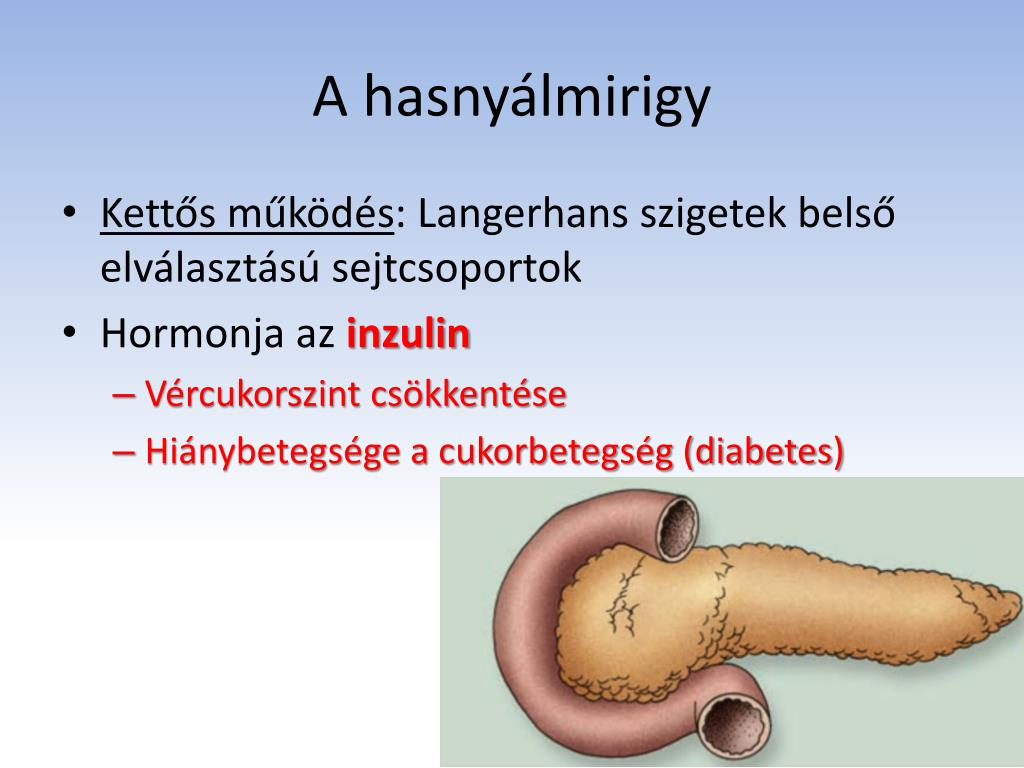 A hasnyálmirigy
• Kettős működés: Langerhans szigetek belső
elválasztású sejtcsoportok
• Hormonja az inzulin
– Vércukorszint csökkentése
– Hiánybetegsége a cukorbetegség (diabetes)